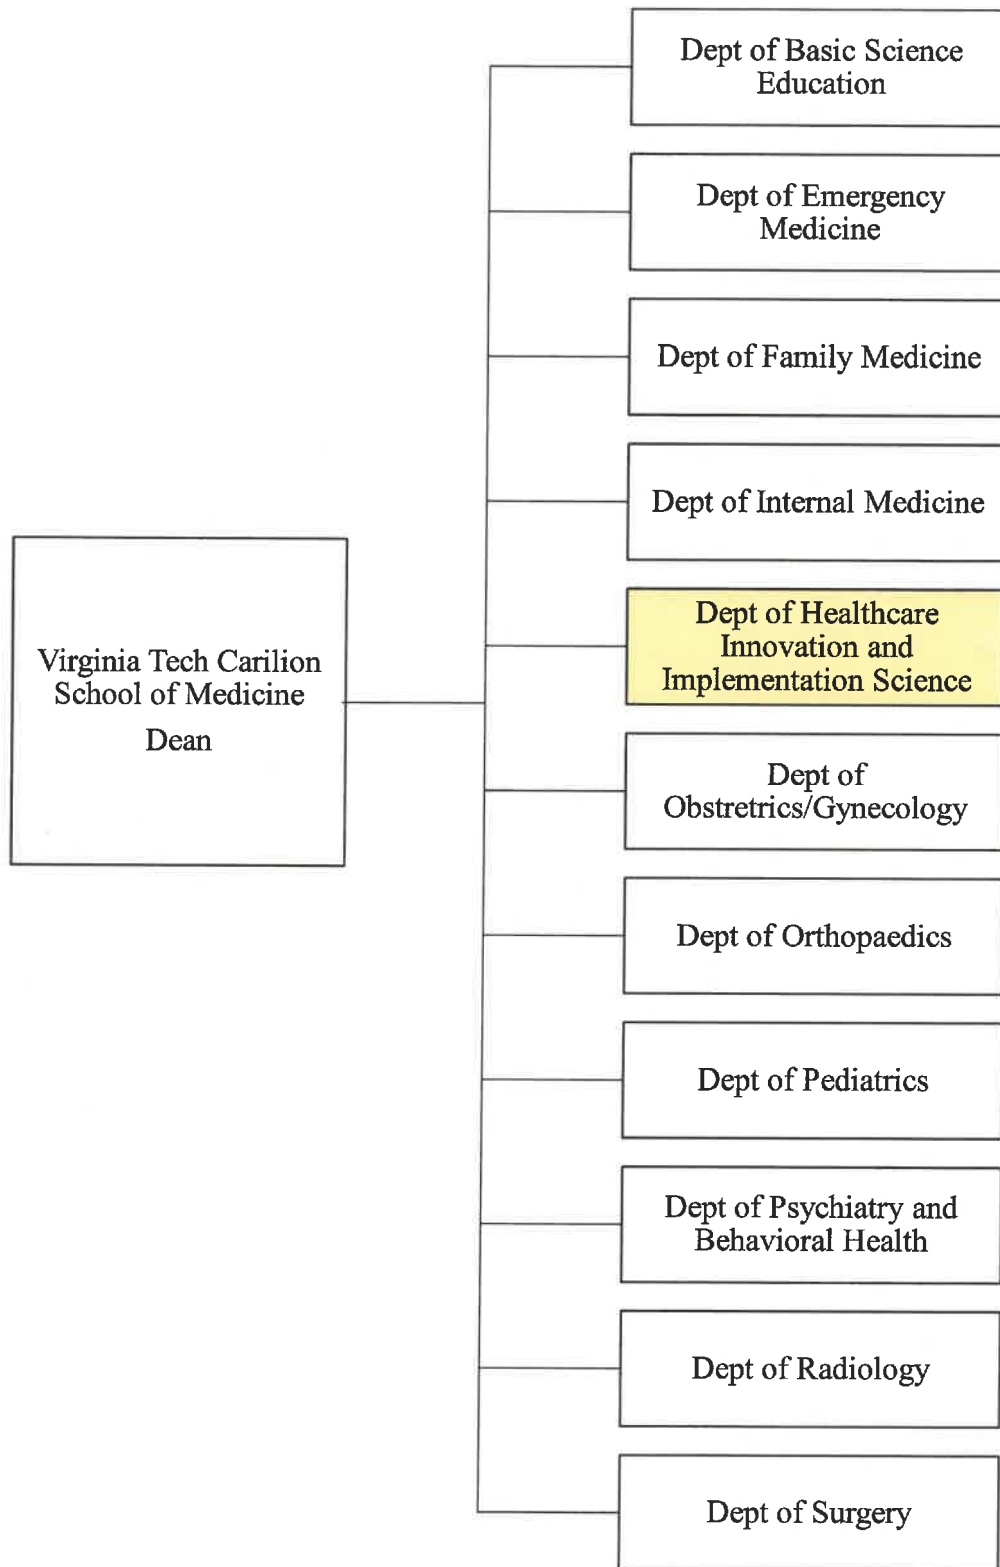 Dept of Basic Science
Education
Dept of Emergency
Medicine
Dept of Family Medicine
Dept of Internal Medicine
Virginia Tech Carilion
School of Medicine
Dean
Dept of Healthcare
Innovation and
Implementation Science
Dept of
Obstretrics/Gynecology
Dept of Orthopaedics
Dept of Pediatrics
Dept of Psychiatry and
Behavioral Health
Dept of Radiology
Dept of Surgery